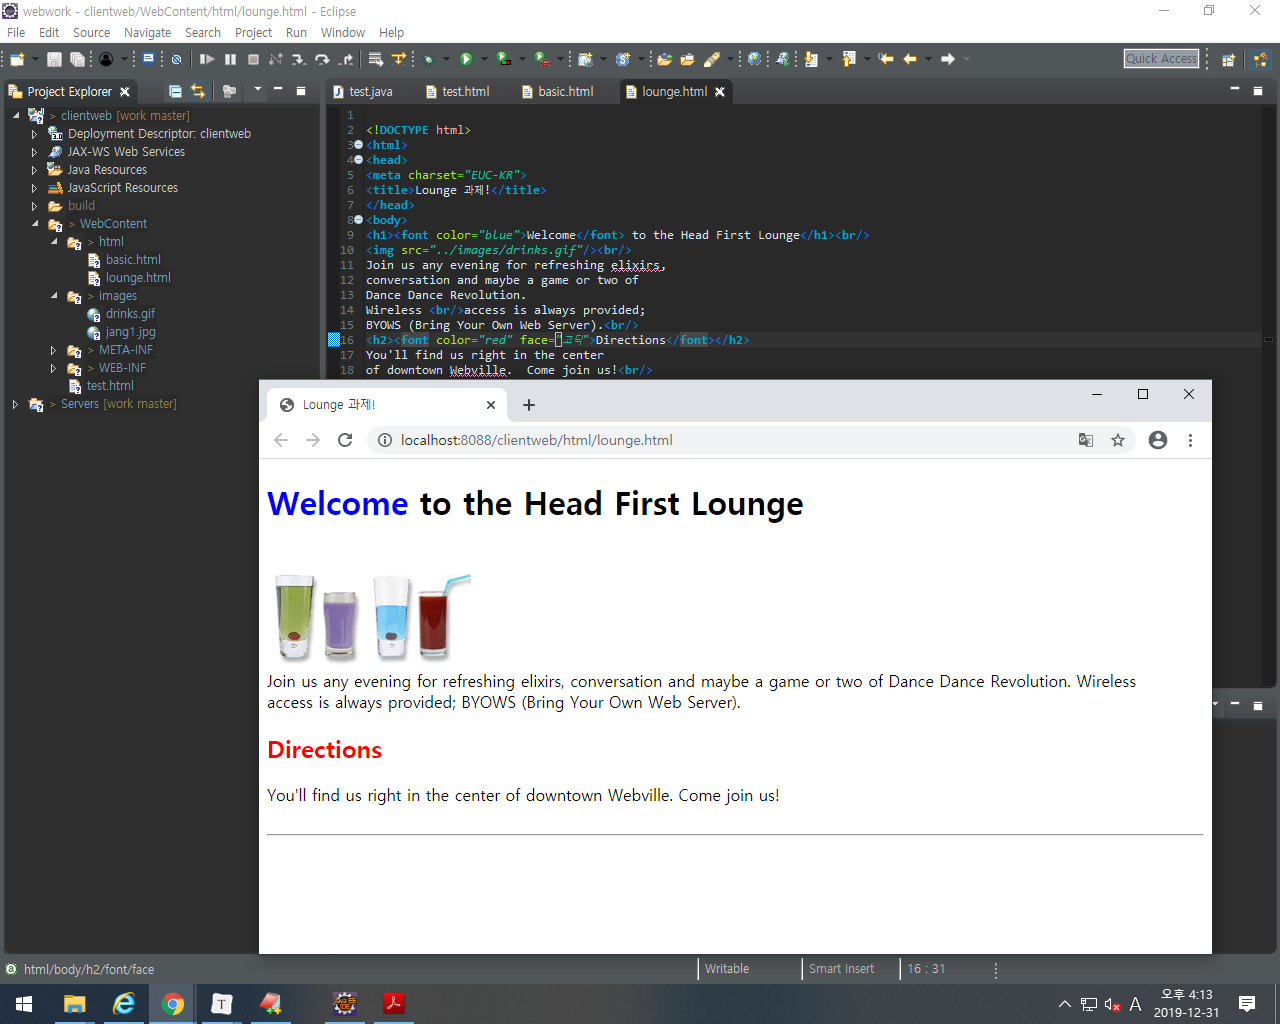 webwork - clientweb/WebContent/html/lounge.html - Eclipse
File Edit Source Navigate Search Project Run Window Help
Quick Access
Project Explorer
test.java test.html basic.html lounge.html
> clientweb [work master]
Deployment Descriptor: clientweb
JAX-WS Web Services
Java Resources
JavaScript Resources
build
> WebContent
> html
basic.html
lounge.html
> images
drinks.gif
jang1.jpg
> META-INF
> WEB-INF
test.html
> Servers [work master]
1
2 <!DOCTYPE html>
3 <html>
4 <head>
5 <meta charset="EUC-KR">
6 <title>Lounge 과제!</title>
7 </head>
8 <body>
9 <h1><font color="blue">Welcome</font> to the Head First Lounge</h1><br/>
10 <img src="../images/drinks.gif"/><br/>
11 Join us any evening for refreshing elixirs,
12 conversation and maybe a game or two of
13 Dance Dance Revolution.
14 Wireless <br/>access is always provided;
15 BYOWS (Bring Your Own Web Server).<br/>
16 <h2><font color="red" face="고딕">Directions</font></h2>
17 You'll find us right in the center
18 of downtown Webville.  Come join us!<br/>
Lounge 과제!
localhost:8088/clientweb/html/lounge.html
Welcome to the Head First Lounge
Join us any evening for refreshing elixirs, conversation and maybe a game or two of Dance Dance Revolution. Wireless
access is always provided; BYOWS (Bring Your Own Web Server).
Directions
You'll find us right in the center of downtown Webville. Come join us!
html/body/h2/font/face
Writable
Smart Insert
16 : 31
A
오후 4:13
2019-12-31